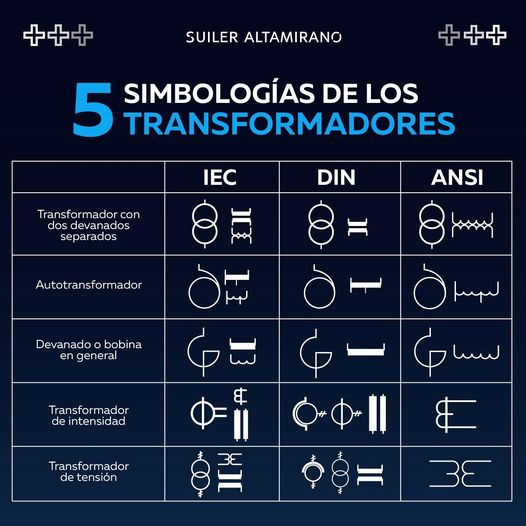 SUILER ALTAMIRANO
5 SIMBOLOGÍAS DE LOS
TRANSFORMADORES
IEC DIN ANSI
Transformador con
dos devanados
separados
Autotransformador
Devanado o bobina
en general
Transformador
de intensidad
Transformador
de tensión